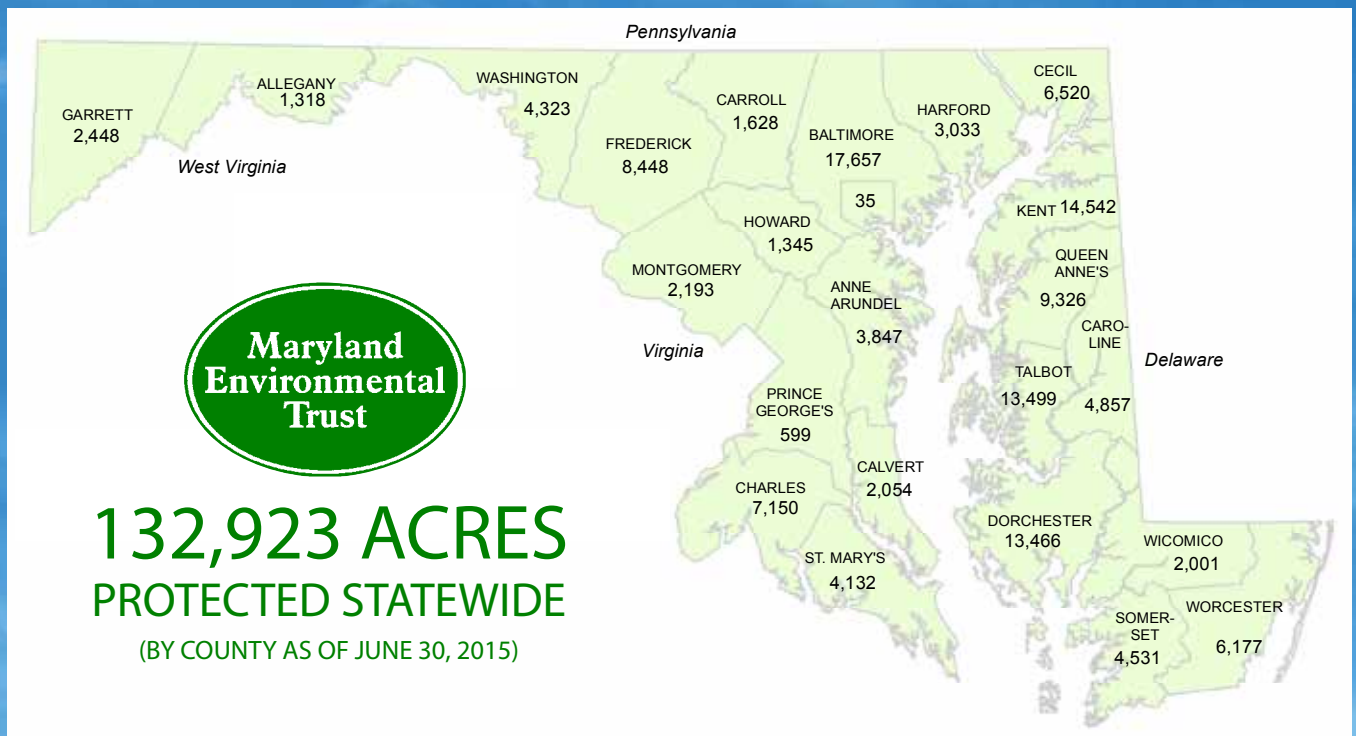 Pennsylvania
GARRETT
2,448
ALLEGANY
1,318
West Virginia
WASHINGTON
4,323
FREDERICK
8,448
CARROLL
1,628
BALTIMORE
17,657
35
HARFORD
3,033
CECIL
6,520
KENT 14,542
HOWARD
1,345
MONTGOMERY
2,193
Virginia
ANNE
ARUNDEL
3,847
QUEEN
ANNE'S
9,326
CARO-
LINE
4,857
Delaware
TALBOT
13,499
PRINCE
GEORGE'S
599
CALVERT
2,054
CHARLES
7,150
ST. MARY'S
4,132
DORCHESTER
13,466
WICOMICO
2,001
SOMER-
SET
4,531
WORCESTER
6,177
Maryland
Environmental
Trust
132,923 ACRES
PROTECTED STATEWIDE
(BY COUNTY AS OF JUNE 30, 2015)